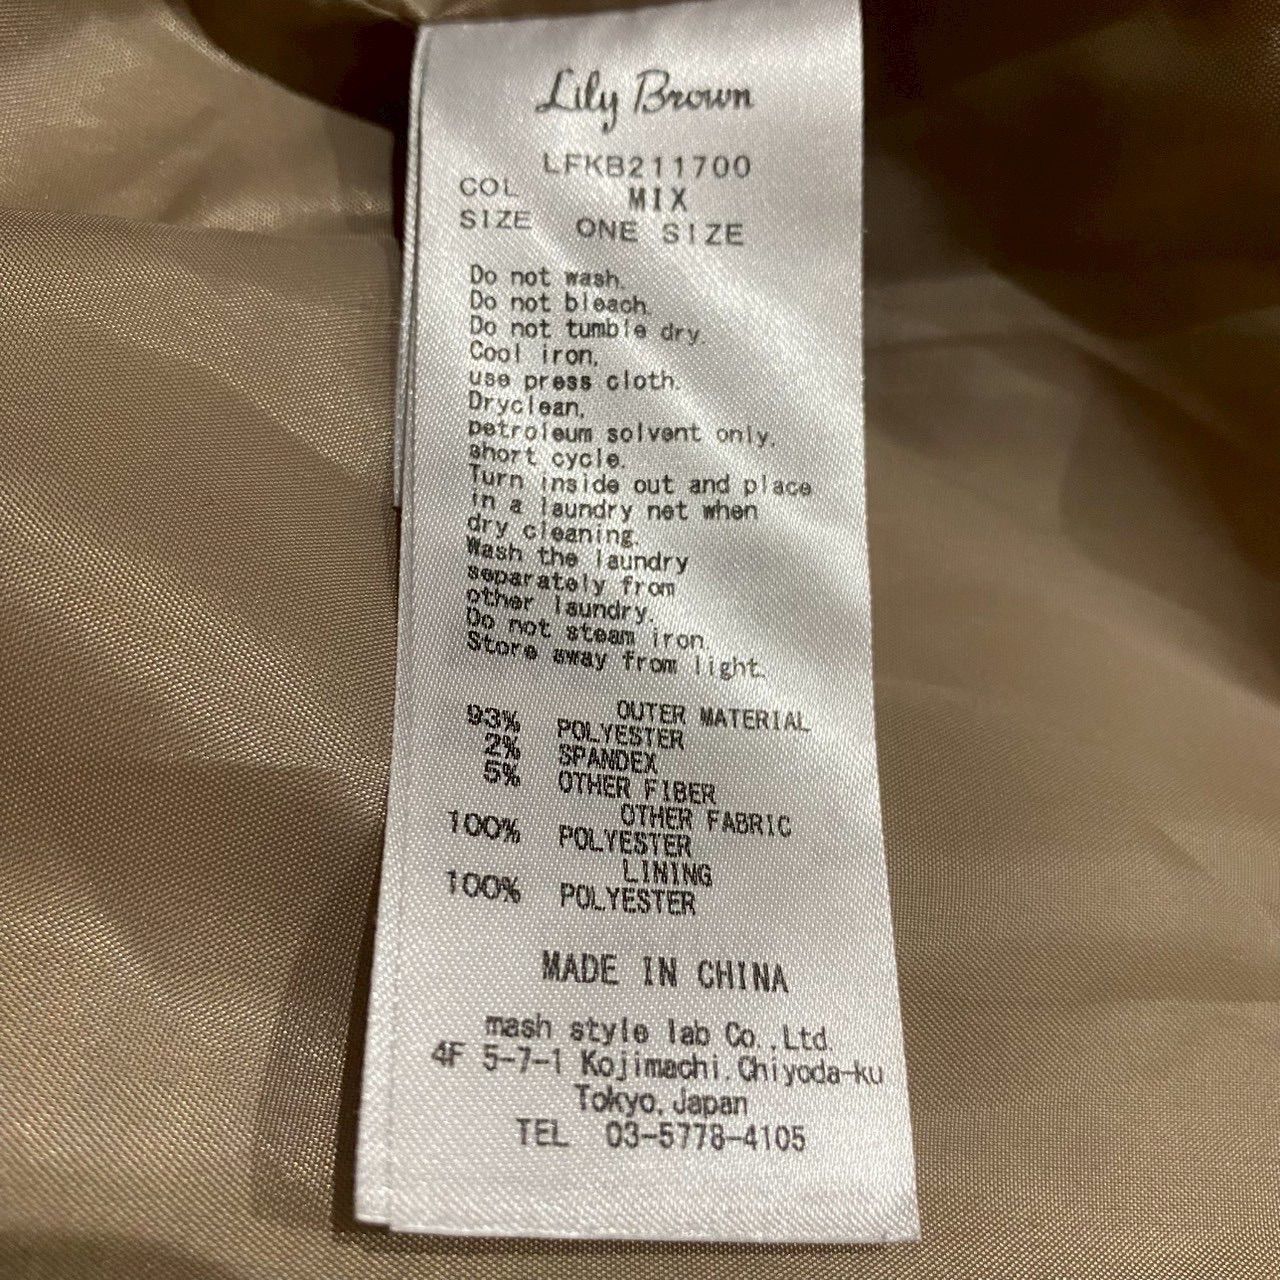 Lily Brown
LFKB211700
COL MIX
SIZE ONE SIZE
Do not wash.
Do not bleach.
Do not tumble dry.
Cool iron,
use press cloth.
Dryclean,
petroleum solvent only,
short cycle.
Turn inside out and place
in a laundry net when
dry cleaning.
Wash the laundry
separately from
other laundry.
Do not steam iron.
Store away from light.
OUTER MATERIAL
93% POLYESTER
2% SPANDEX
5% OTHER FIBER
OTHER FABRIC
100% POLYESTER
LINING
100% POLYESTER
MADE IN CHINA
mash style lab Co.,Ltd.
4F 5-7-1 Kojimachi,Chiyoda-ku
Tokyo,Japan
TEL 03-5778-4105